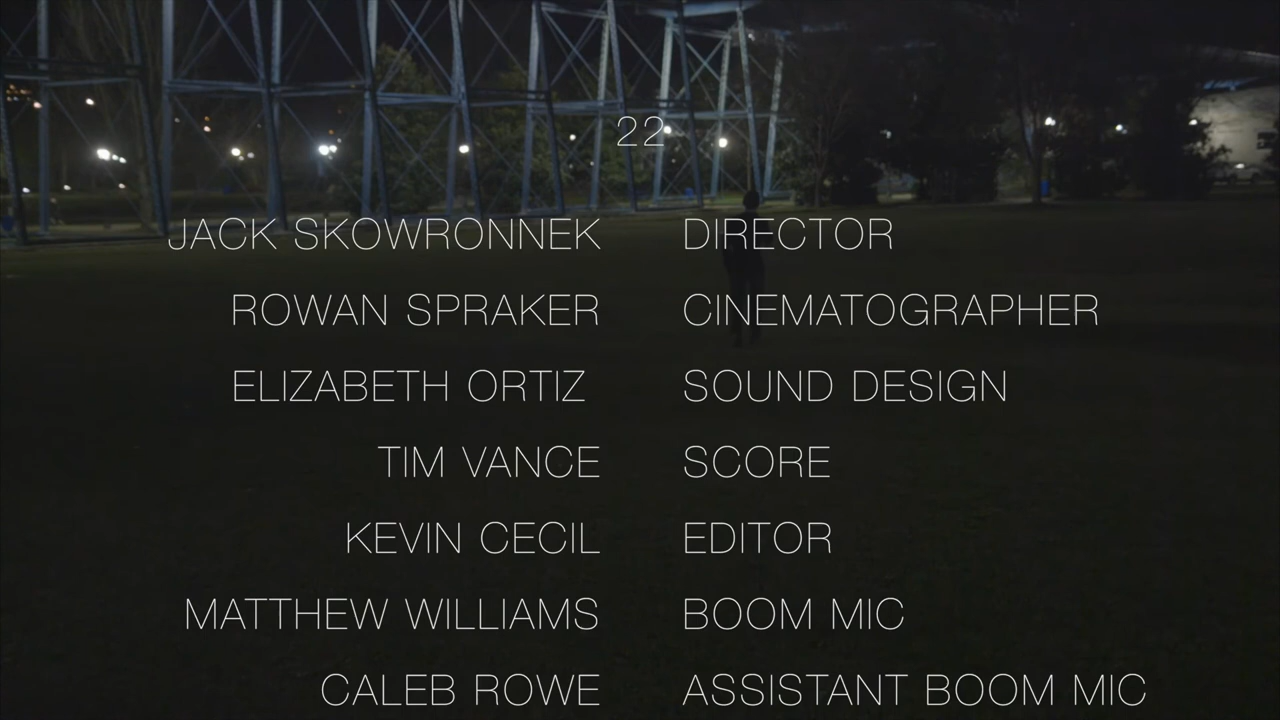 22
JACK SKOWRONNEK DIRECTOR
ROWAN SPRAKER CINEMATOGRAPHER
ELIZABETH ORTIZ SOUND DESIGN
TIM VANCE SCORE
KEVIN CECIL EDITOR
MATTHEW WILLIAMS BOOM MIC
CALEB ROWE ASSISTANT BOOM MIC